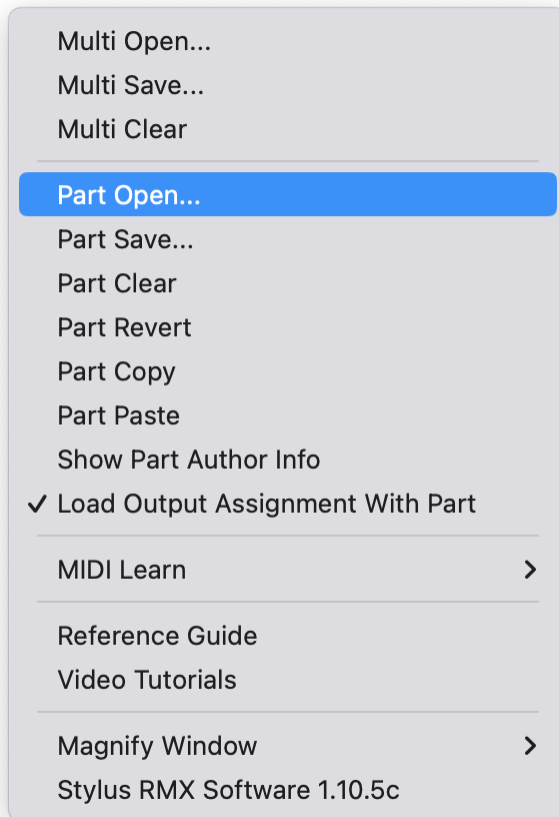 Multi Open...
Multi Save...
Multi Clear
Part Open...
Part Save...
Part Clear
Part Revert
Part Copy
Part Paste
Show Part Author Info
✓ Load Output Assignment With Part
MIDI Learn
Reference Guide
Video Tutorials
Magnify Window
Stylus RMX Software 1.10.5c